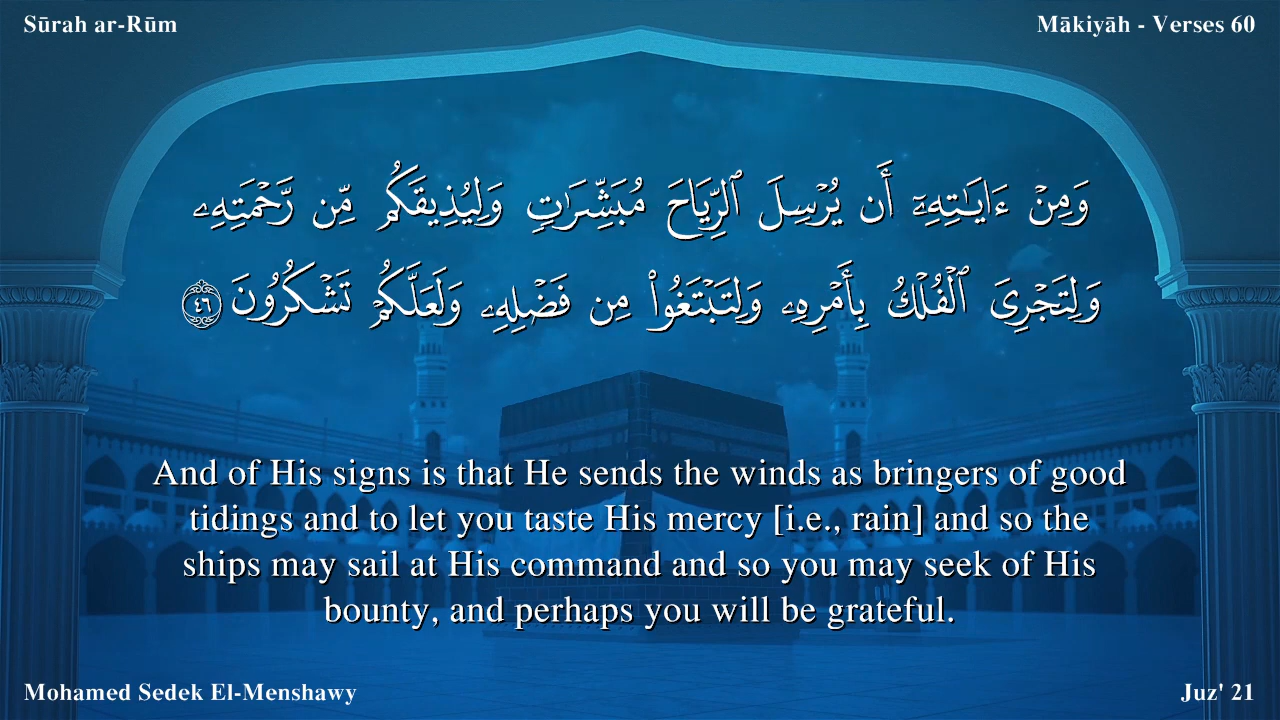 Sūrah ar-Rūm
Mākiyāh - Verses 60
وَمِنْ ءَايَـٰتِهِۦٓ أَن يُرْسِلَ ٱلرِّيَاحَ مُبَشِّرَٰتٍ وَلِيُذِيقَكُم مِّن رَّحْمَتِهِۦ
وَلِتَجْرِىَ ٱلْفُلْكُ بِأَمْرِهِۦ وَلِتَبْتَغُوا۟ مِن فَضْلِهِۦ وَلَعَلَّكُمْ تَشْكُرُونَ ٤٦
And of His signs is that He sends the winds as bringers of good
tidings and to let you taste His mercy [i.e., rain] and so the
ships may sail at His command and so you may seek of His
bounty, and perhaps you will be grateful.
Mohamed Sedek El-Menshawy
Juz' 21